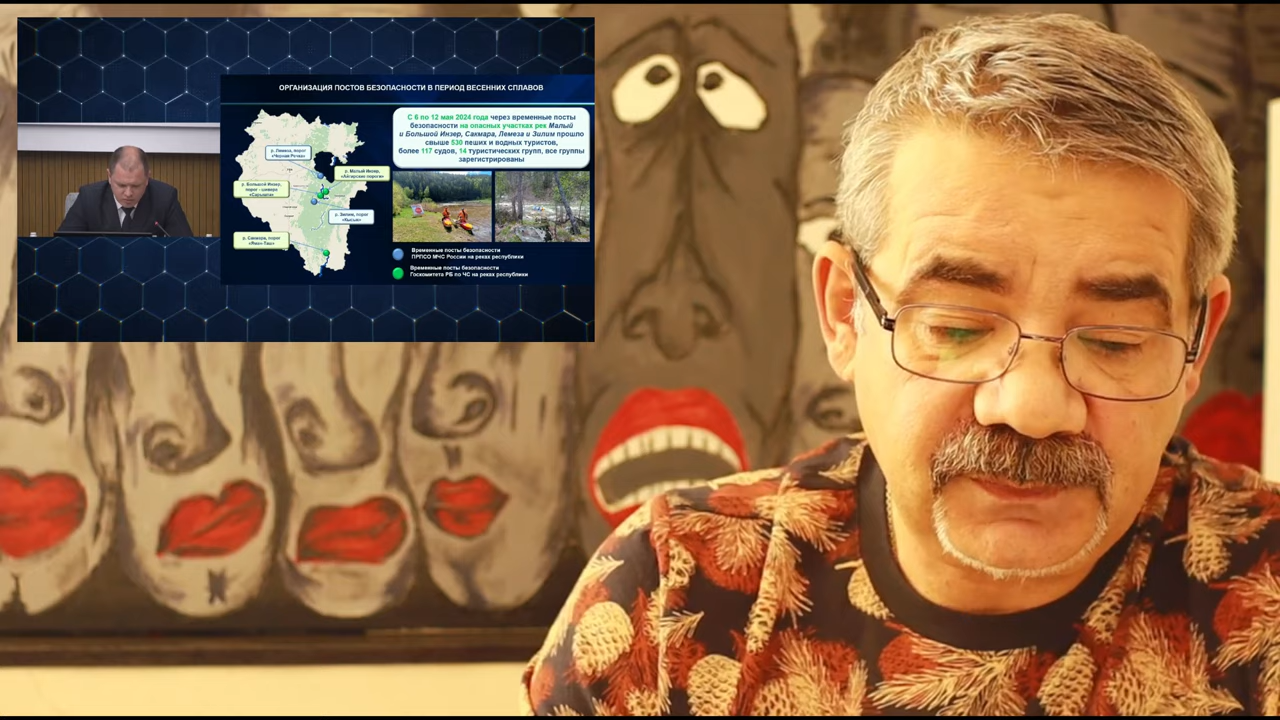 ОРГАНИЗАЦИЯ ПОСТОВ БЕЗОПАСНОСТИ В ПЕРИОД ВЕСЕННИХ СПЛАВОВ
С 6 по 12 мая 2024 года через временные посты
безопасности на опасных участках рек Малый
и Большой Инзер, Сакмара, Лемеза и Зилим прошло
свыше 530 пеших и водных туристов,
более 117 судов, 14 туристических групп, все группы
зарегистрированы
р. Лемеза, порог
«Черная Речка»
р. Малый Инзер,
«Айгирские пороги»
р. Большой Инзер,
порог - шивера
р. Зилим, порог
«Кысык»
р. Сакмара, порог
«Яман-Таш»
Временные посты безопасности
ПРПСО МЧС России на реках республики
Временные посты безопасности
Госкомитета РБ по ЧС на реках республики